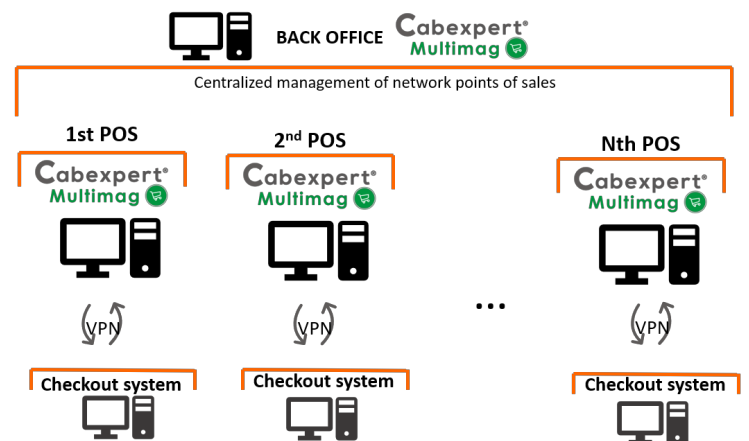 BACK OFFICE Cabexpert® Multimag
Centralized management of network points of sales
1st POS
2nd POS
Nth POS
Cabexpert®
Multimag
Cabexpert®
Multimag
Cabexpert®
Multimag
...
VPN
VPN
VPN
Checkout system
Checkout system
Checkout system